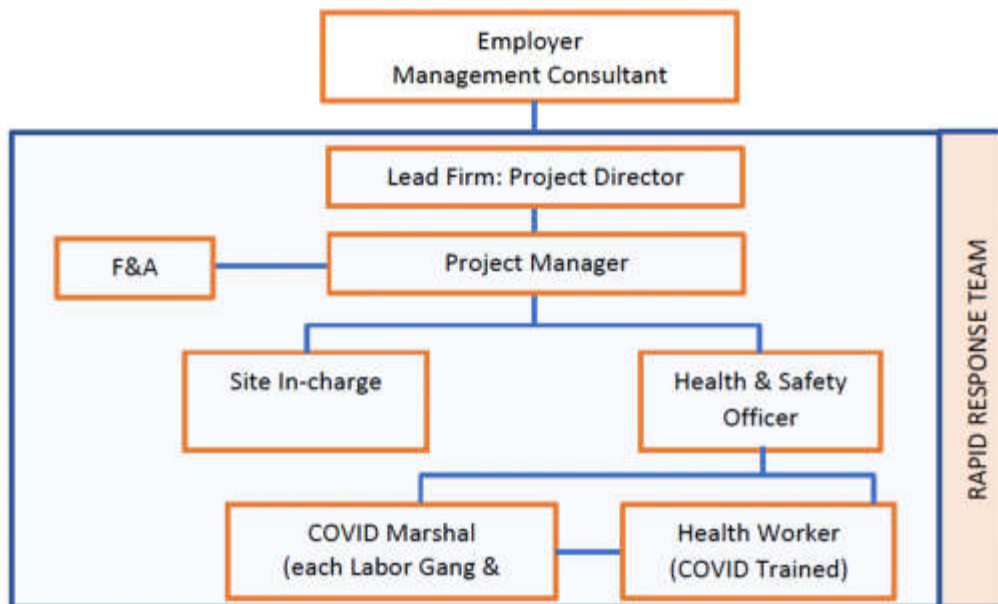 Employer
Management Consultant
Lead Firm: Project Director
F&A
Project Manager
Site In-charge
Health & Safety
Officer
COVID Marshal
(each Labor Gang &
Health Worker
(COVID Trained)
RAPID RESPONSE TEAM